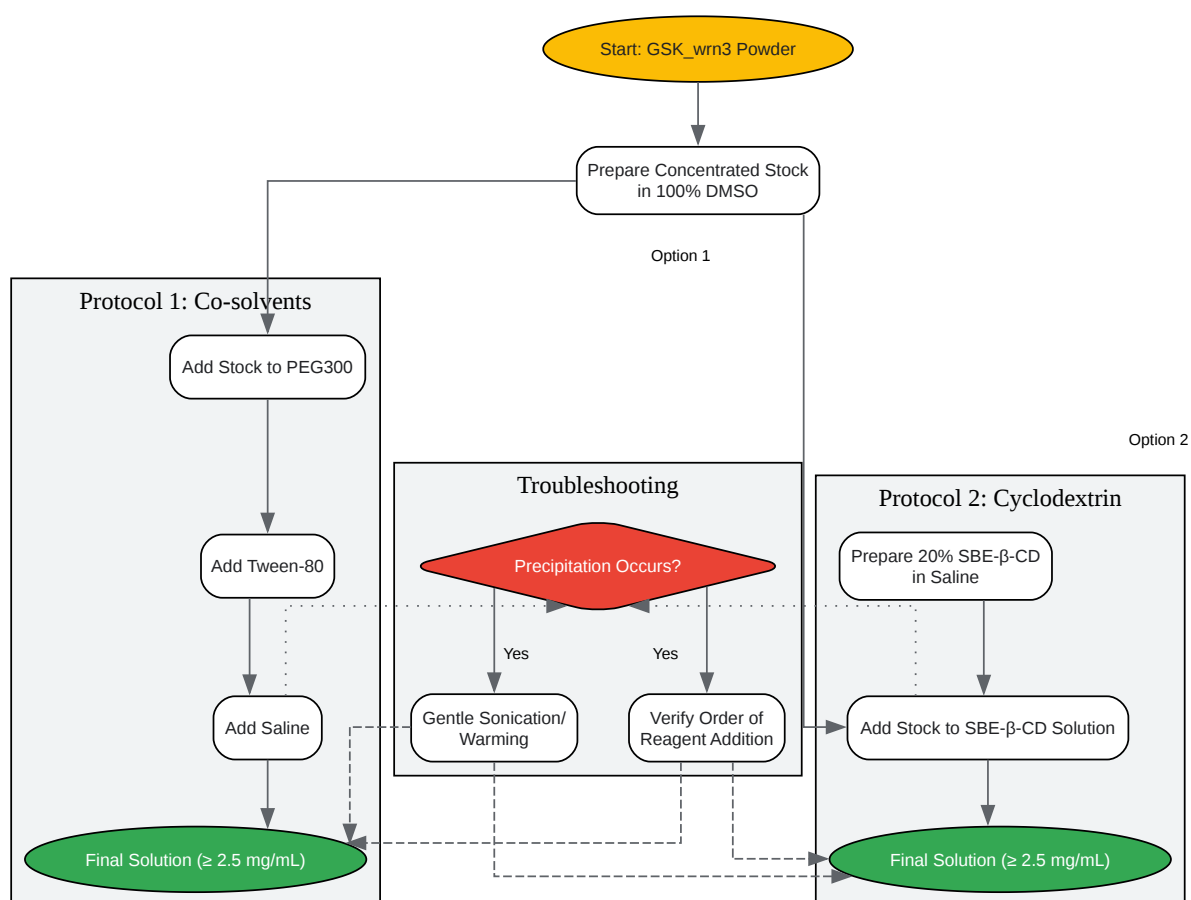 Start: GSK_wrn3 Powder
Prepare Concentrated Stock
in 100% DMSO
Option 1
Protocol 1: Co-solvents
Add Stock to PEG300
Add Tween-80
Add Saline
Final Solution (≥ 2.5 mg/mL)
Troubleshooting
Precipitation Occurs?
Yes
Yes
Gentle Sonication/
Warming
Verify Order of
Reagent Addition
Option 2
Protocol 2: Cyclodextrin
Prepare 20% SBE-β-CD
in Saline
Add Stock to SBE-β-CD Solution
Final Solution (≥ 2.5 mg/mL)